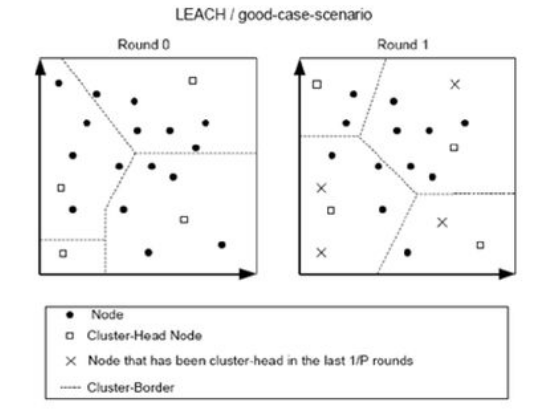 LEACH / good-case-scenario
Round 0
Round 1
Node
Cluster-Head Node
Node that has been cluster-head in the last 1/P rounds
Cluster-Border